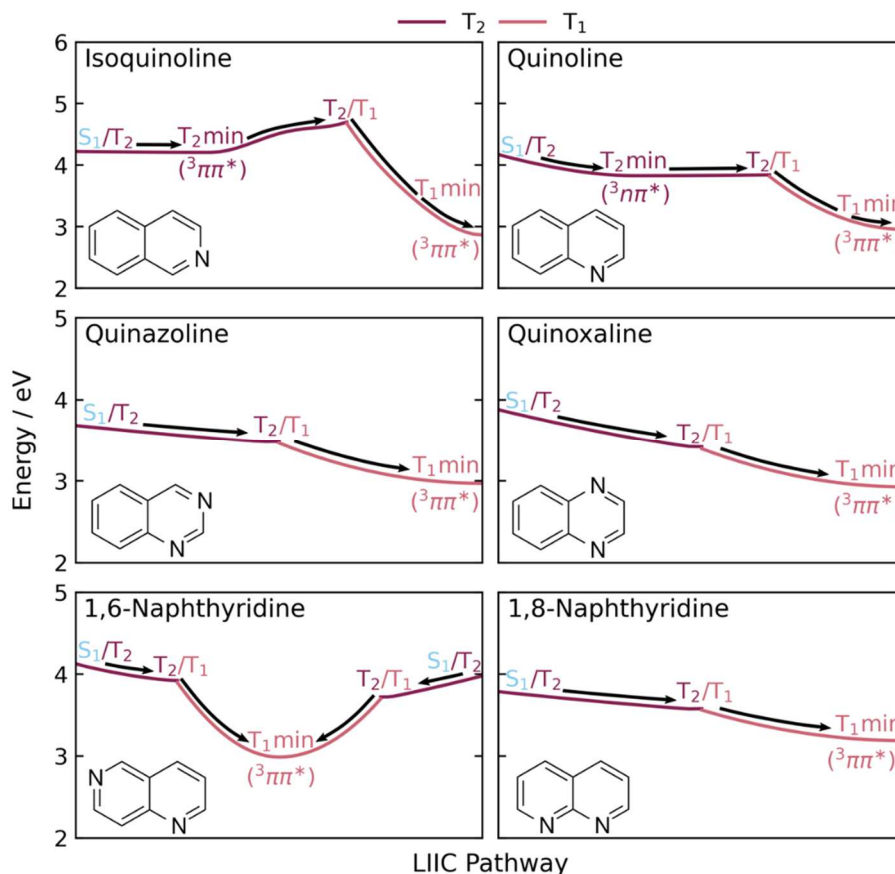 T₂ T₁
Energy / eV
Isoquinoline
6
5
4
3
2
S₁/T₂
T₂min
(³ππ*)
T₂/T₁
T₁min
(³ππ*)
N
Quinoline
S₁/T₂
T₂min
(³nπ*)
T₂/T₁
T₁min
(³ππ*)
N
Quinazoline
5
4
3
2
S₁/T₂
T₂/T₁
T₁min
(³ππ*)
N
N
Quinoxaline
S₁/T₂
T₂/T₁
T₁min
(³ππ*)
N
N
1,6-Naphthyridine
5
4
3
2
S₁/T₂
T₂/T₁
T₁min
(³ππ*)
T₂/T₁
S₁/T₂
N
N
1,8-Naphthyridine
S₁/T₂
T₂/T₁
T₁min
(³ππ*)
N N
LIIC Pathway